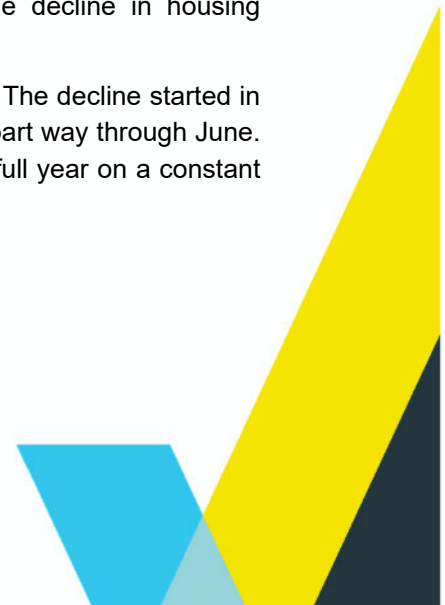 decline in housing
The decline started in
part way through June.
full year on a constant